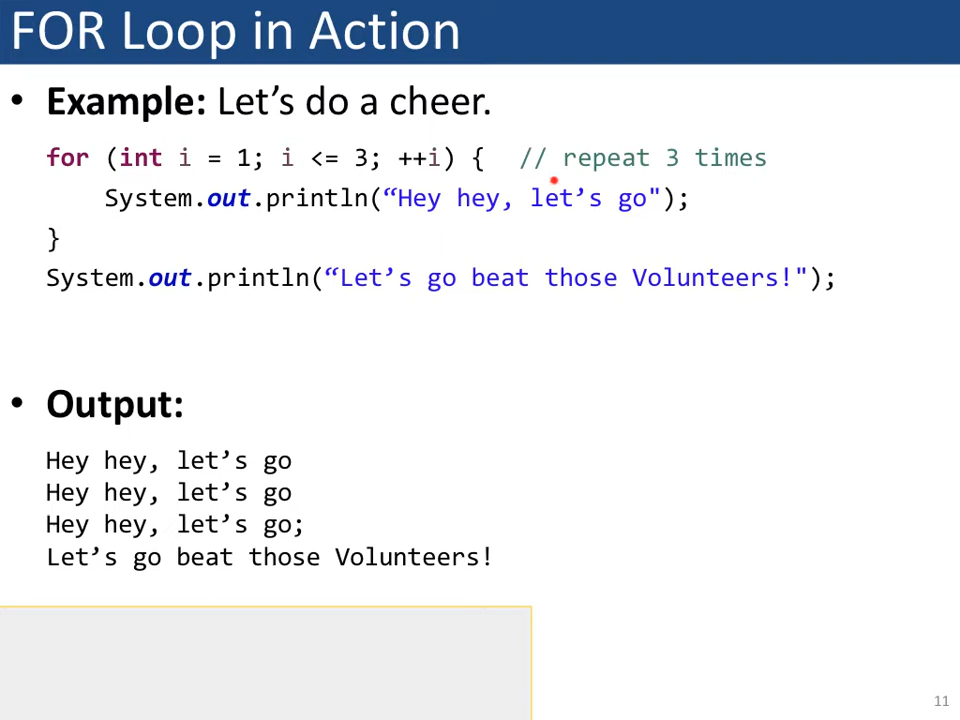 FOR Loop in Action
• Example: Let’s do a cheer.
for (int i = 1; i <= 3; ++i) { // repeat 3 times
System.out.println(“Hey hey, let’s go");
}
System.out.println(“Let’s go beat those Volunteers!");
• Output:
Hey hey, let’s go
Hey hey, let’s go
Hey hey, let’s go;
Let’s go beat those Volunteers!
11